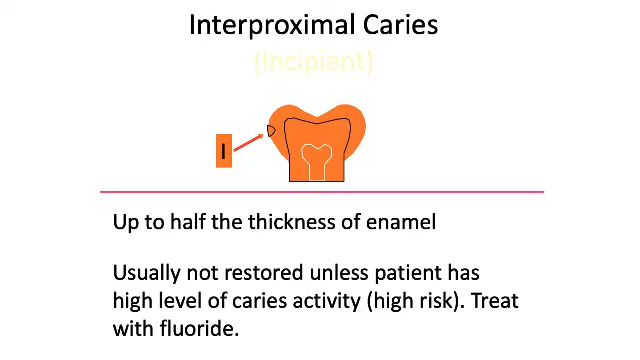 Interproximal Caries
(Incipient)
I
Up to half the thickness of enamel
Usually not restored unless patient has
high level of caries activity (high risk). Treat
with fluoride.